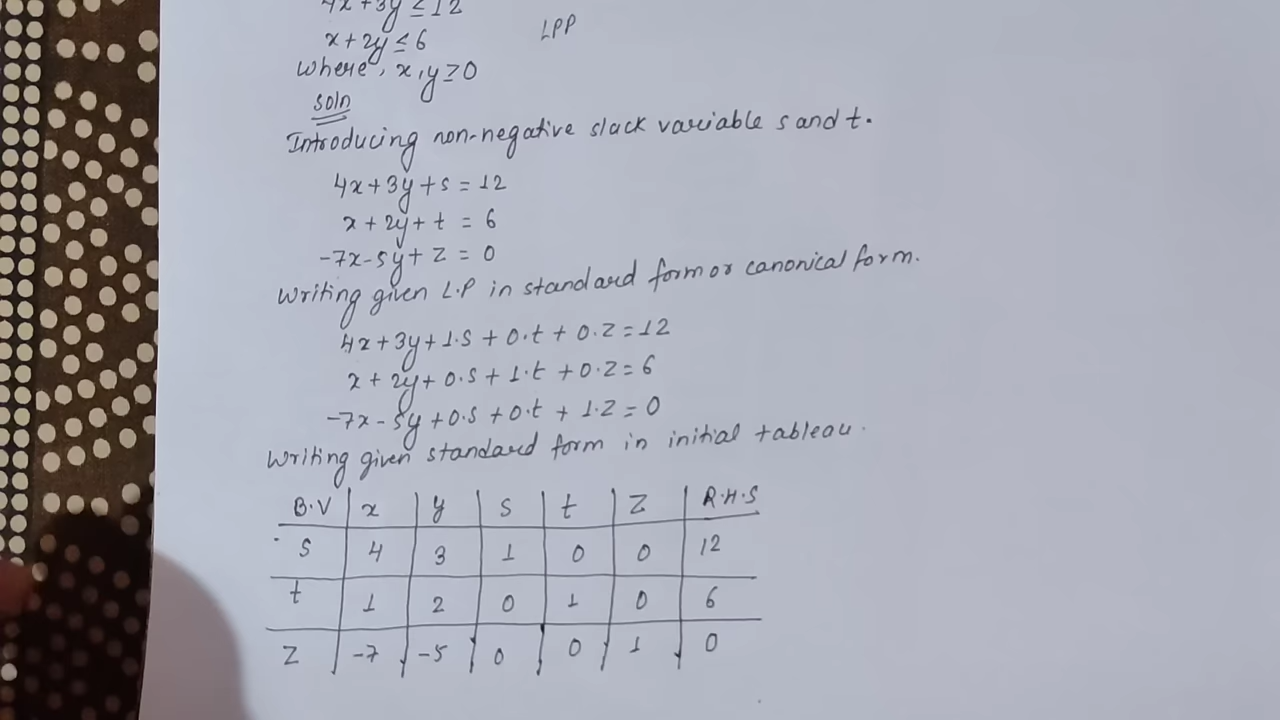 4x+3y≤12
x+2y≤6
LPP
where, x,y≥0
soln
Introducing non-negative slack variable s and t.
4x+3y+s=12
x+2y+t=6
-7x-5y+Z=0
Writing given L.P in standard form or canonical form.
4x+3y+1.s+0.t+0.Z=12
x+2y+0.s+1.t+0.Z=6
-7x-5y+0.s+0.t+1.Z=0
Writing given standard form in initial tableau.
B.V x y s t Z R.H.S
s 4 3 1 0 0 12
t 1 2 0 1 0 6
Z -7 -5 0 0 1 0